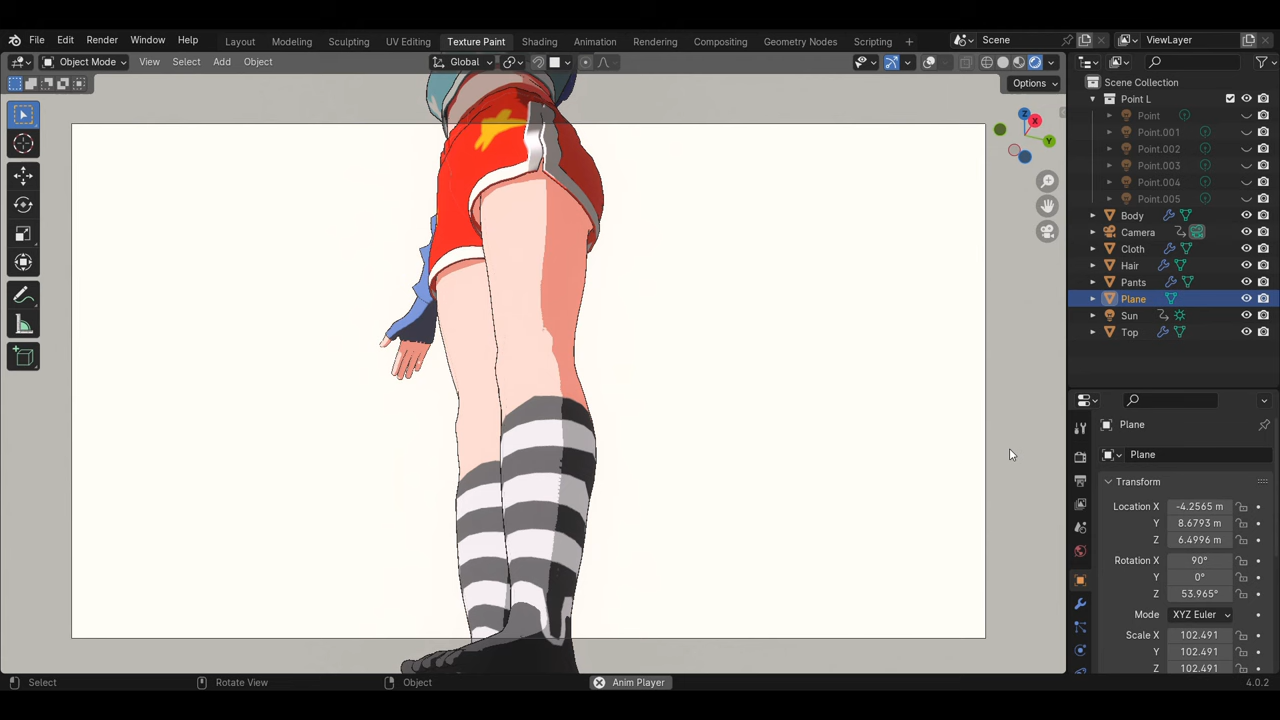 File Edit Render Window Help Layout Modeling Sculpting UV Editing Texture Paint Shading Animation Rendering Compositing Geometry Nodes Scripting + Scene ViewLayer
Object Mode View Select Add Object Global
Options
Scene Collection
Point L
Point
Point.001
Point.002
Point.003
Point.004
Point.005
Body
Camera
Cloth
Hair
Pants
Plane
Sun
Top
Z
X
Y
Plane
Plane
Transform
Location X -4.2565 m
Y 8.6793 m
Z 6.4996 m
Rotation X 90°
Y 0°
Z 53.965°
Mode XYZ Euler
Scale X 102.491
Y 102.491
Z 102.491
Select Rotate View Object Anim Player 4.0.2